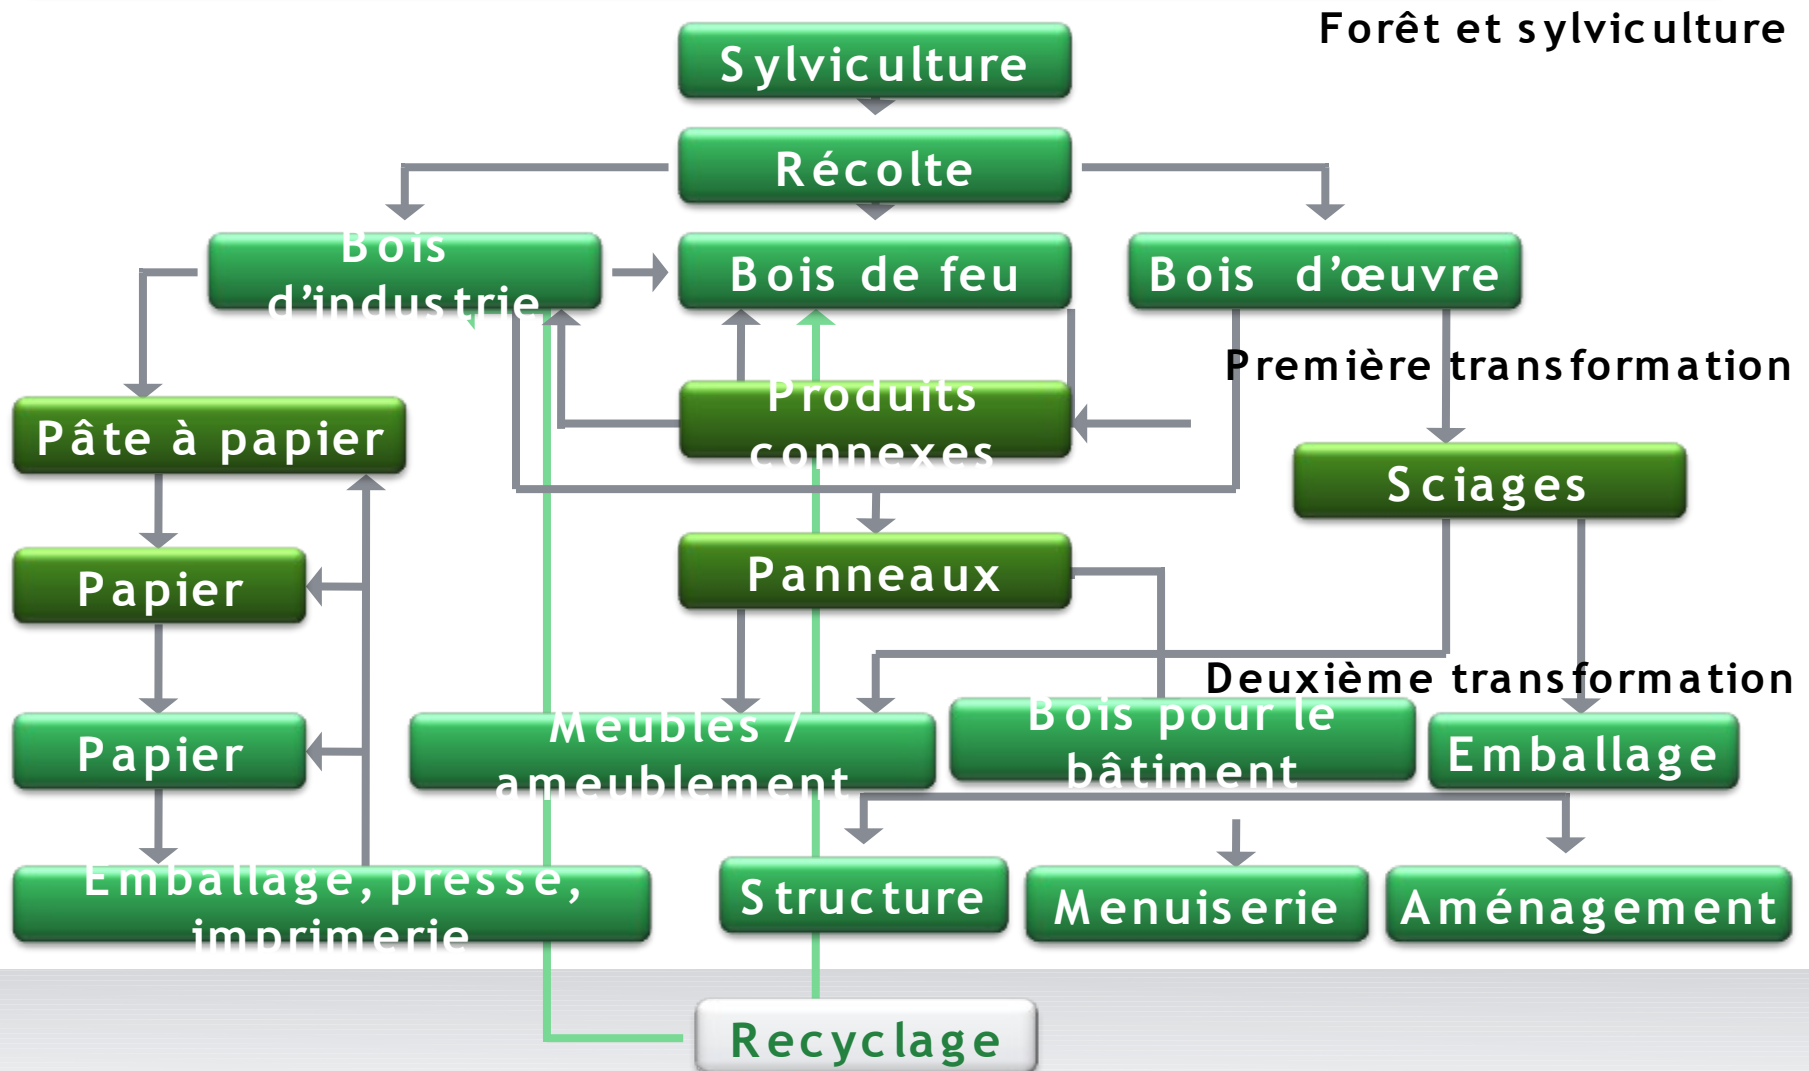 Forêt et sylviculture
Sylviculture
Récolte
Bois
d’industrie
Bois de feu
Bois d’œuvre
Première transformation
Produits
connexes
Pâte à papier
Sciages
Papier
Panneaux
Deuxième transformation
Papier
Meubles /
ameublement
Bois pour le
bâtiment
Emballage
Emballage, presse,
imprimerie
Structure
Menuiserie
Aménagement
Recyclage